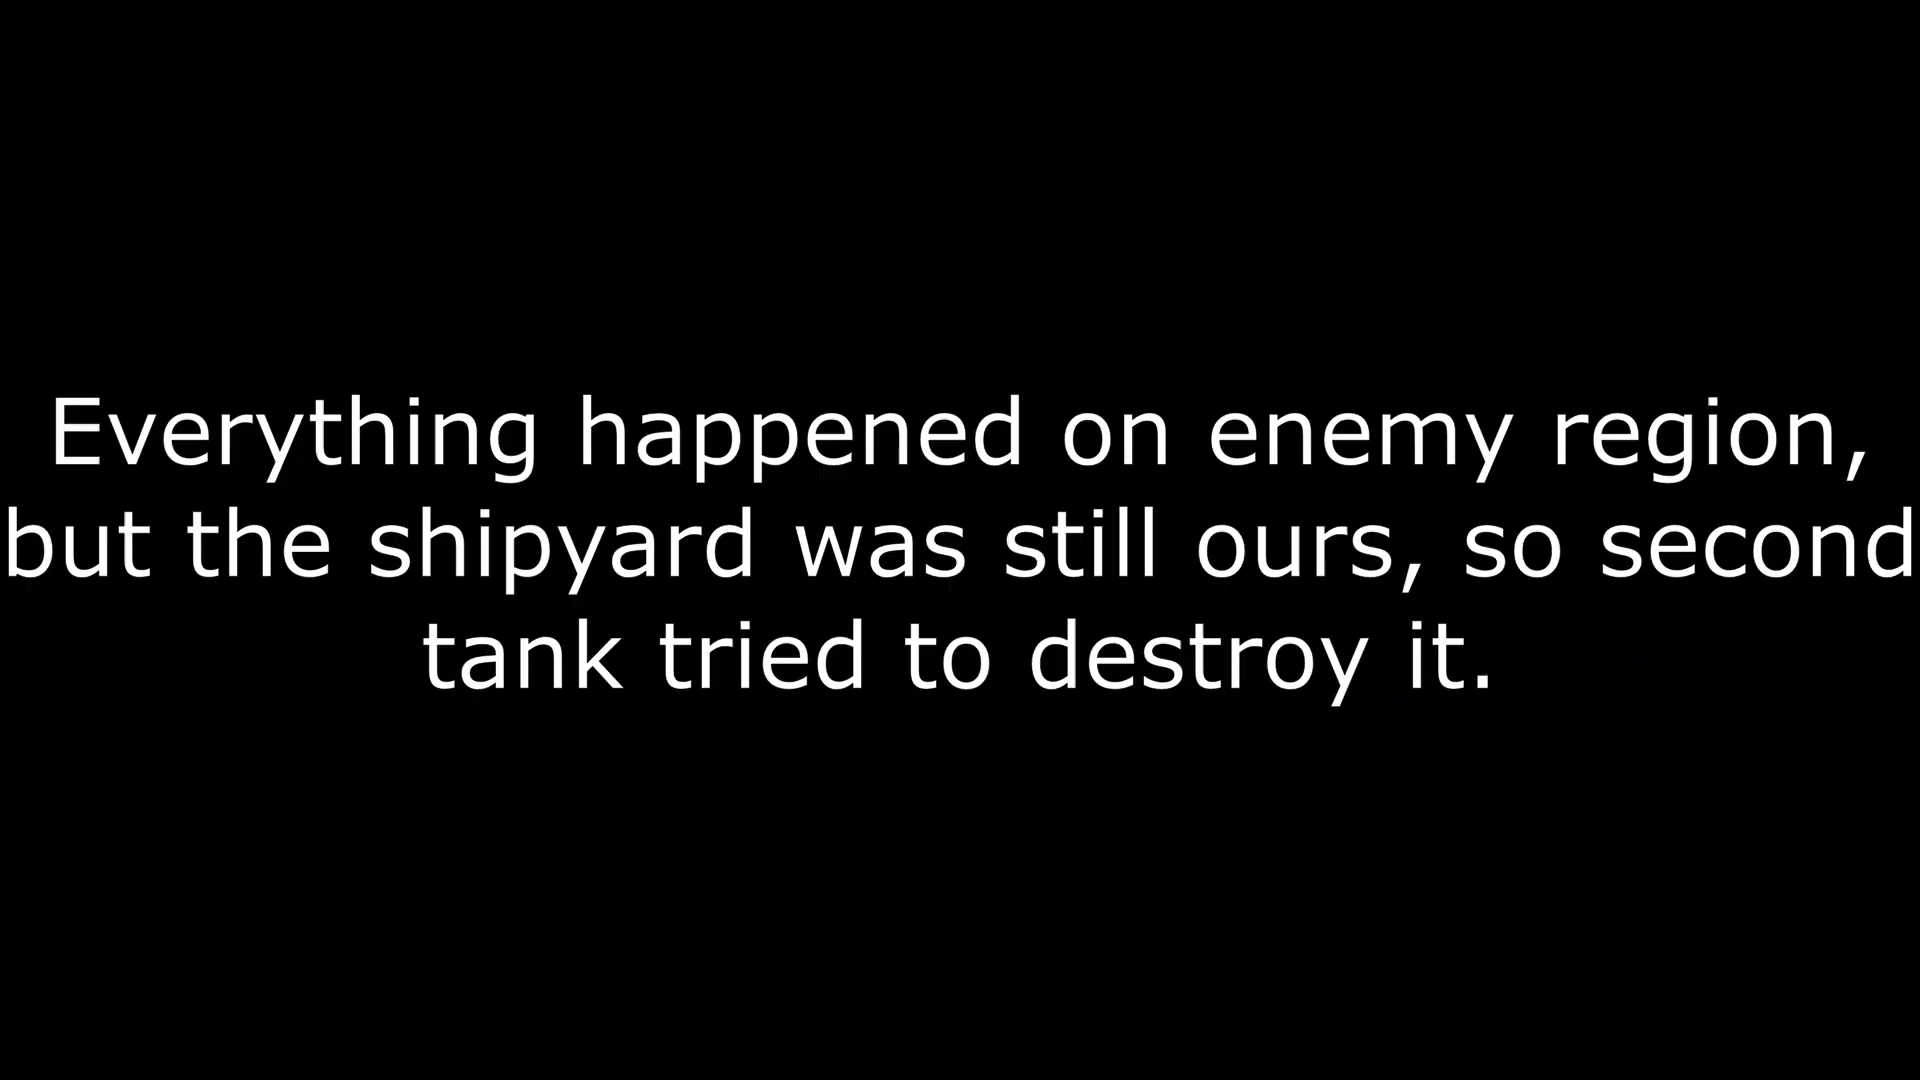 Everything happened on enemy region,
but the shipyard was still ours, so second
tank tried to destroy it.